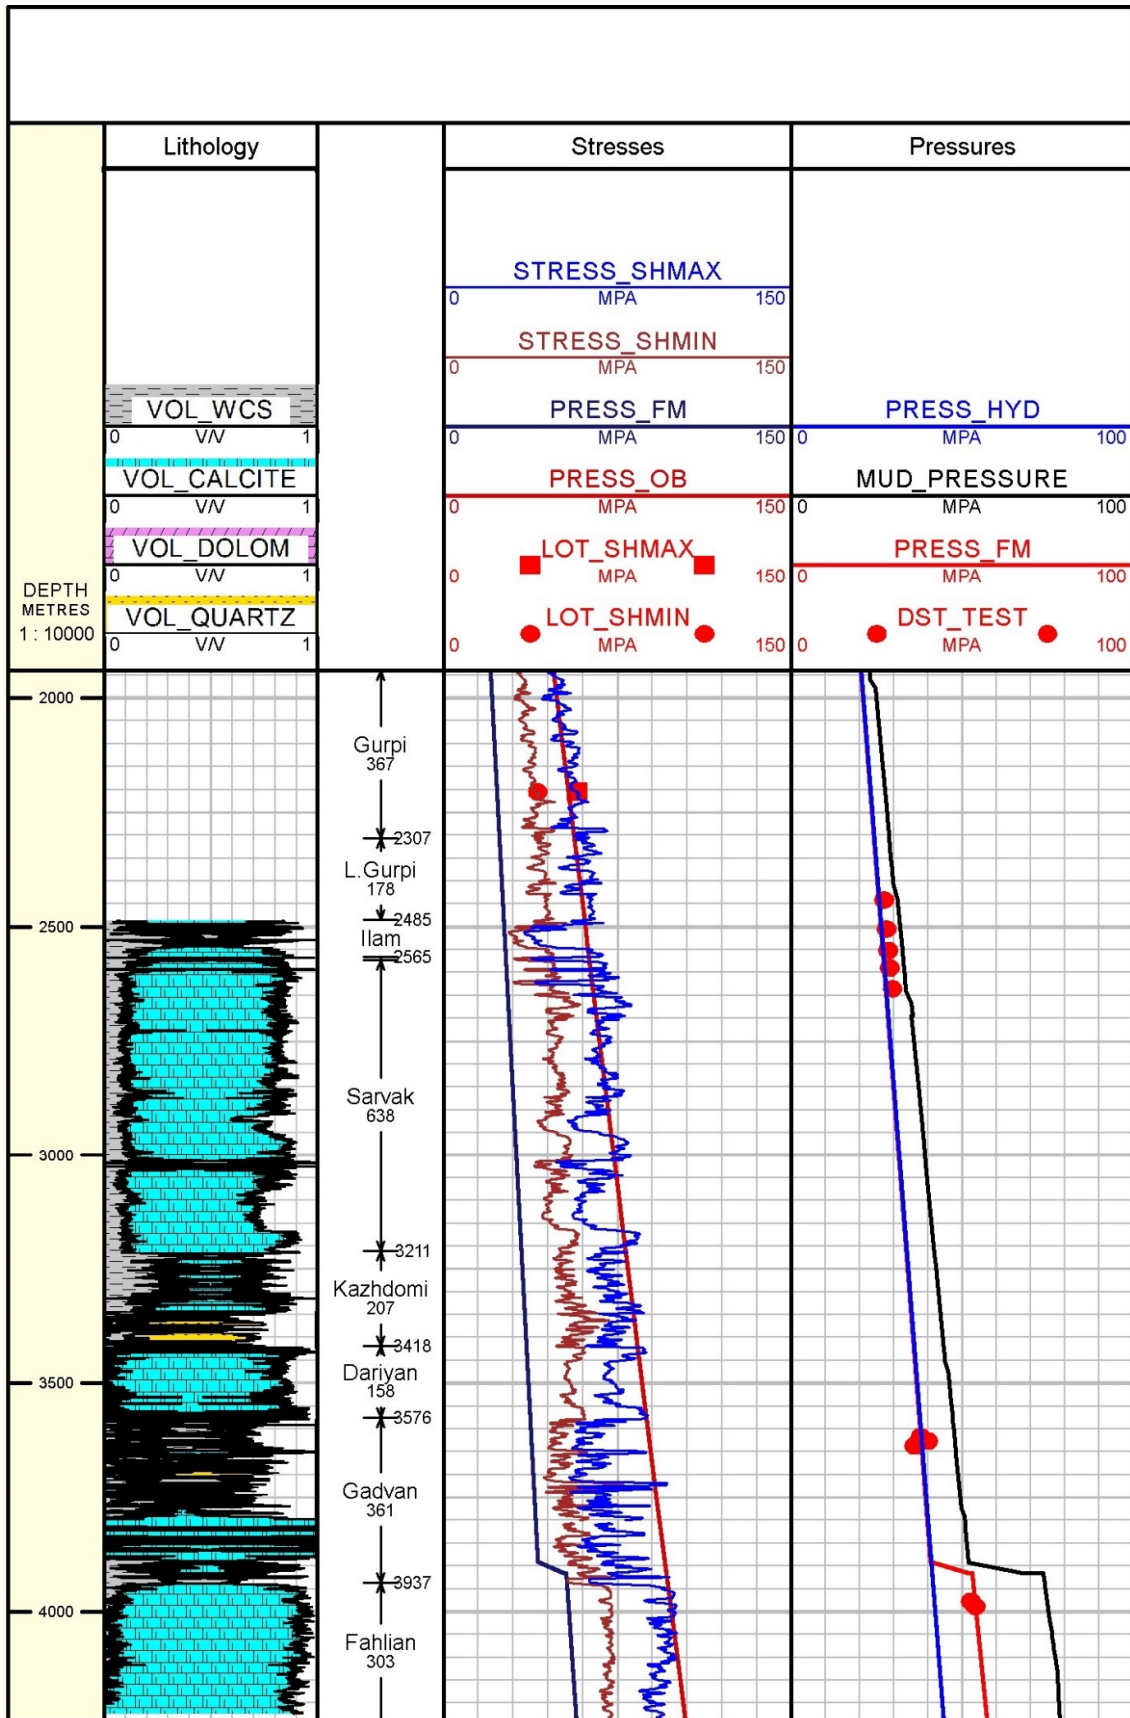 Lithology
Stresses
Pressures
STRESS_SHMAX
0 MPA 150
STRESS_SHMIN
0 MPA 150
VOL_WCS
0 V/V 1
PRESS_FM
0 MPA 150
PRESS_HYD
0 MPA 100
VOL_CALCITE
0 V/V 1
PRESS_OB
0 MPA 150
MUD_PRESSURE
0 MPA 100
VOL_DOLOM
0 V/V 1
LOT_SHMAX
0 MPA 150
PRESS_FM
0 MPA 100
DEPTH
METRES
1 : 10000
VOL_QUARTZ
0 V/V 1
LOT_SHMIN
0 MPA 150
DST_TEST
0 MPA 100
2000
Gurpi
367
2307
L.Gurpi
178
2485
2500
Ilam
2565
Sarvak
638
3000
3211
Kazhdomi
207
3418
Dariyan
158
3500
3576
Gadvan
361
3937
4000
Fahlian
303